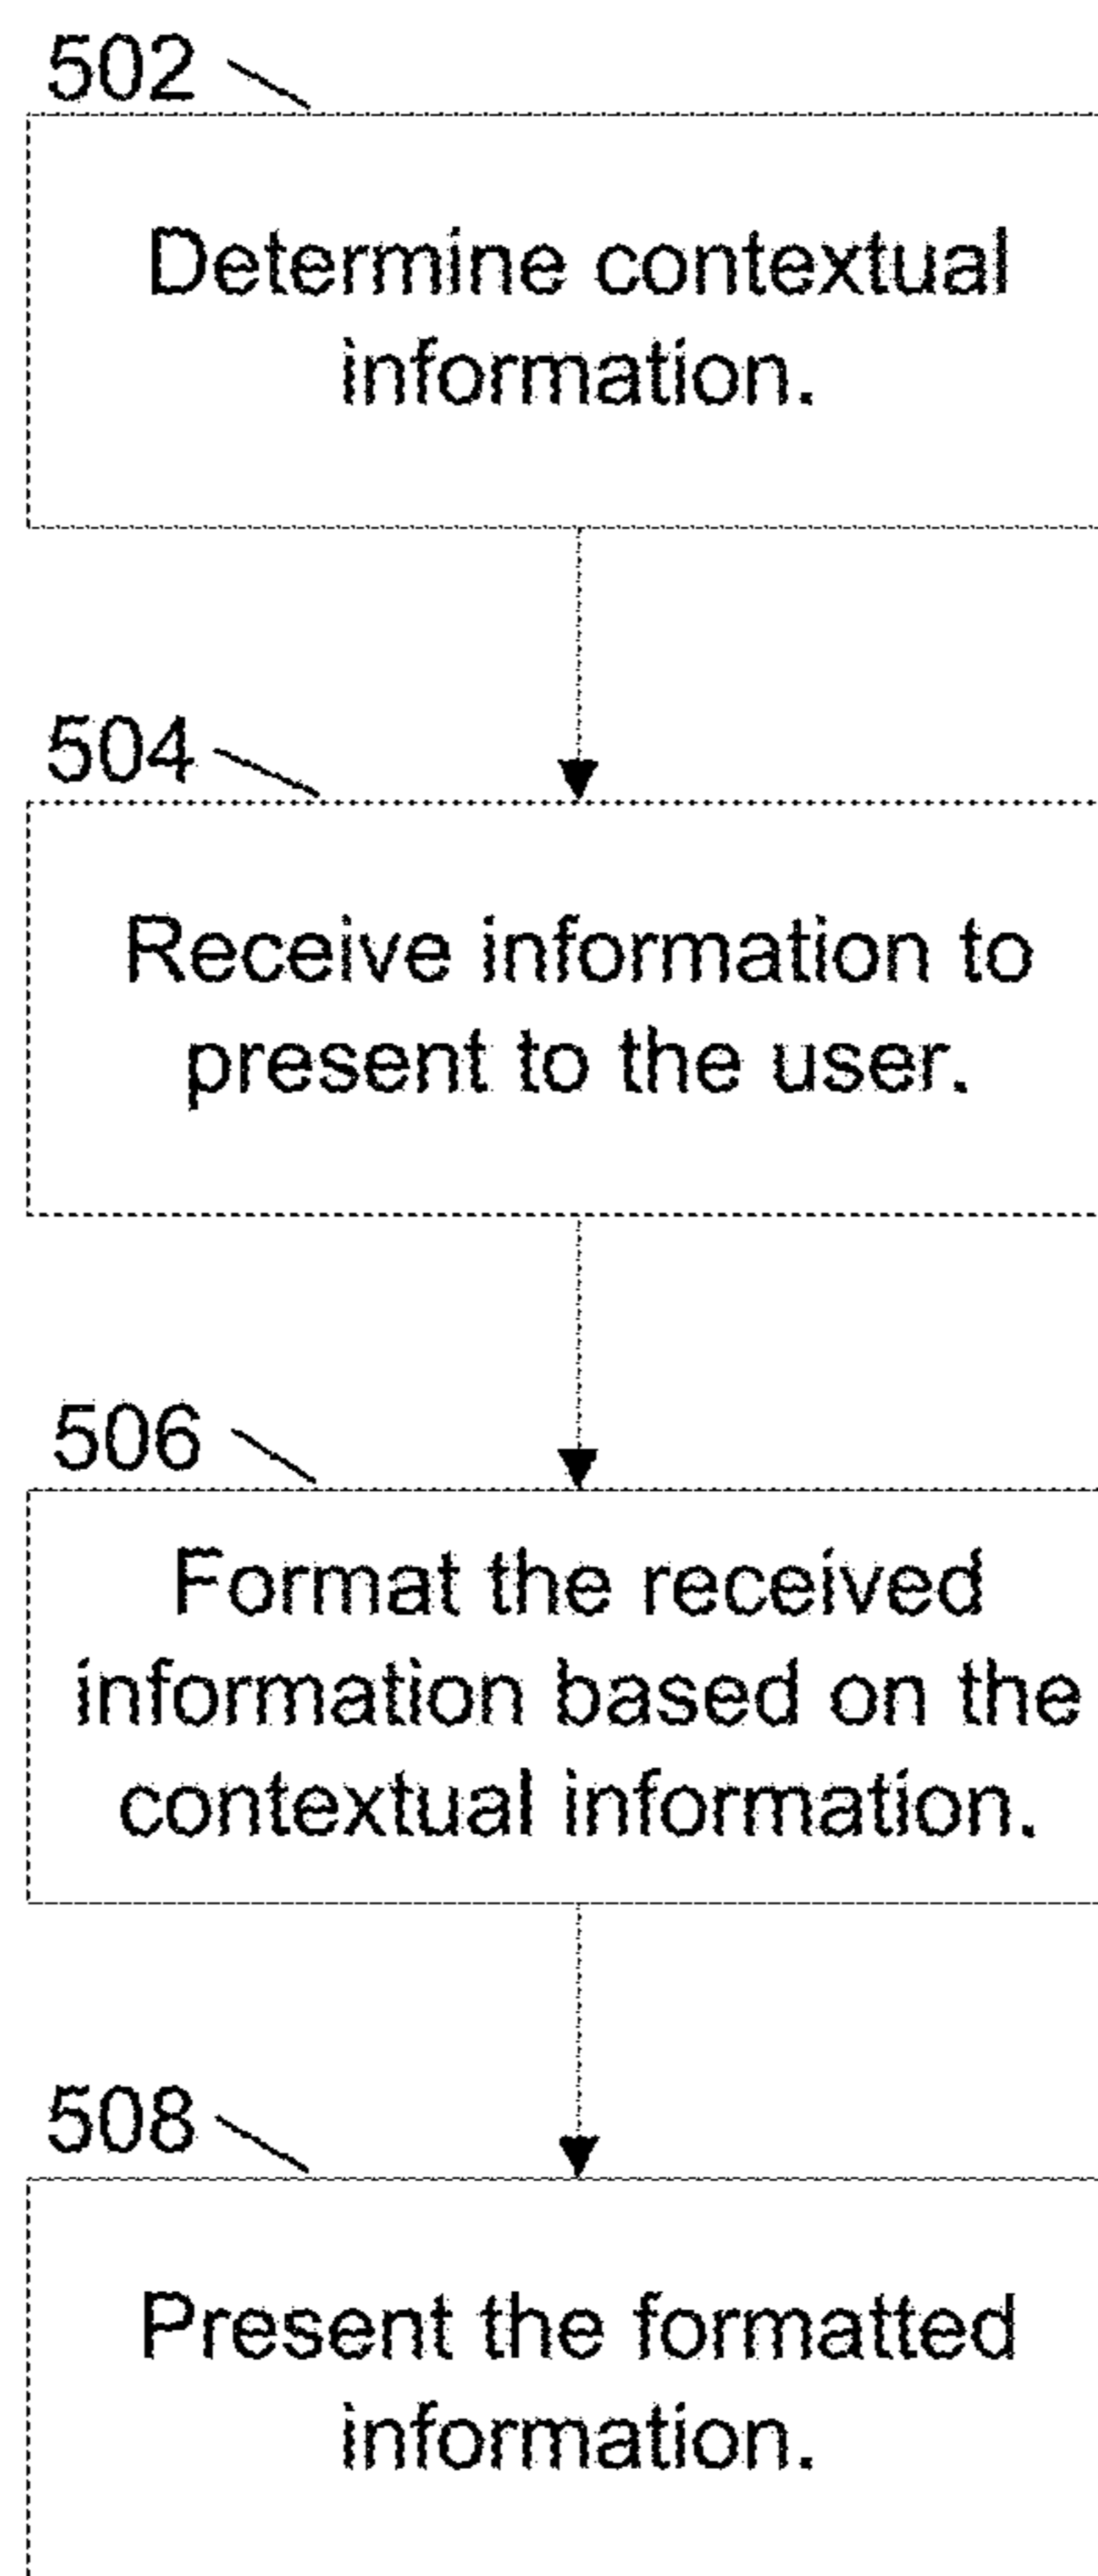 502
Determine contextual
information.
504
Receive information to
present to the user.
506
Format the received
information based on the
contextual information.
508
Present the formatted
information.